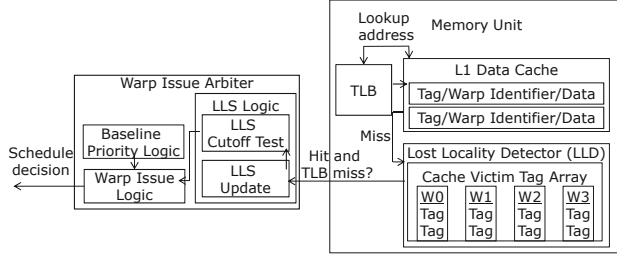 Lookup
address
Memory Unit
Warp Issue Arbiter
LLS Logic
LLS
Cutoff Test
Baseline
Priority Logic
Schedule
decision
Warp Issue
Logic
LLS
Update
Hit and
TLB miss?
TLB
L1 Data Cache
Tag/Warp Identifier/Data
Tag/Warp Identifier/Data
Miss
Lost Locality Detector (LLD)
Cache Victim Tag Array
W0 W1 W2 W3
Tag Tag Tag Tag
Tag Tag Tag Tag